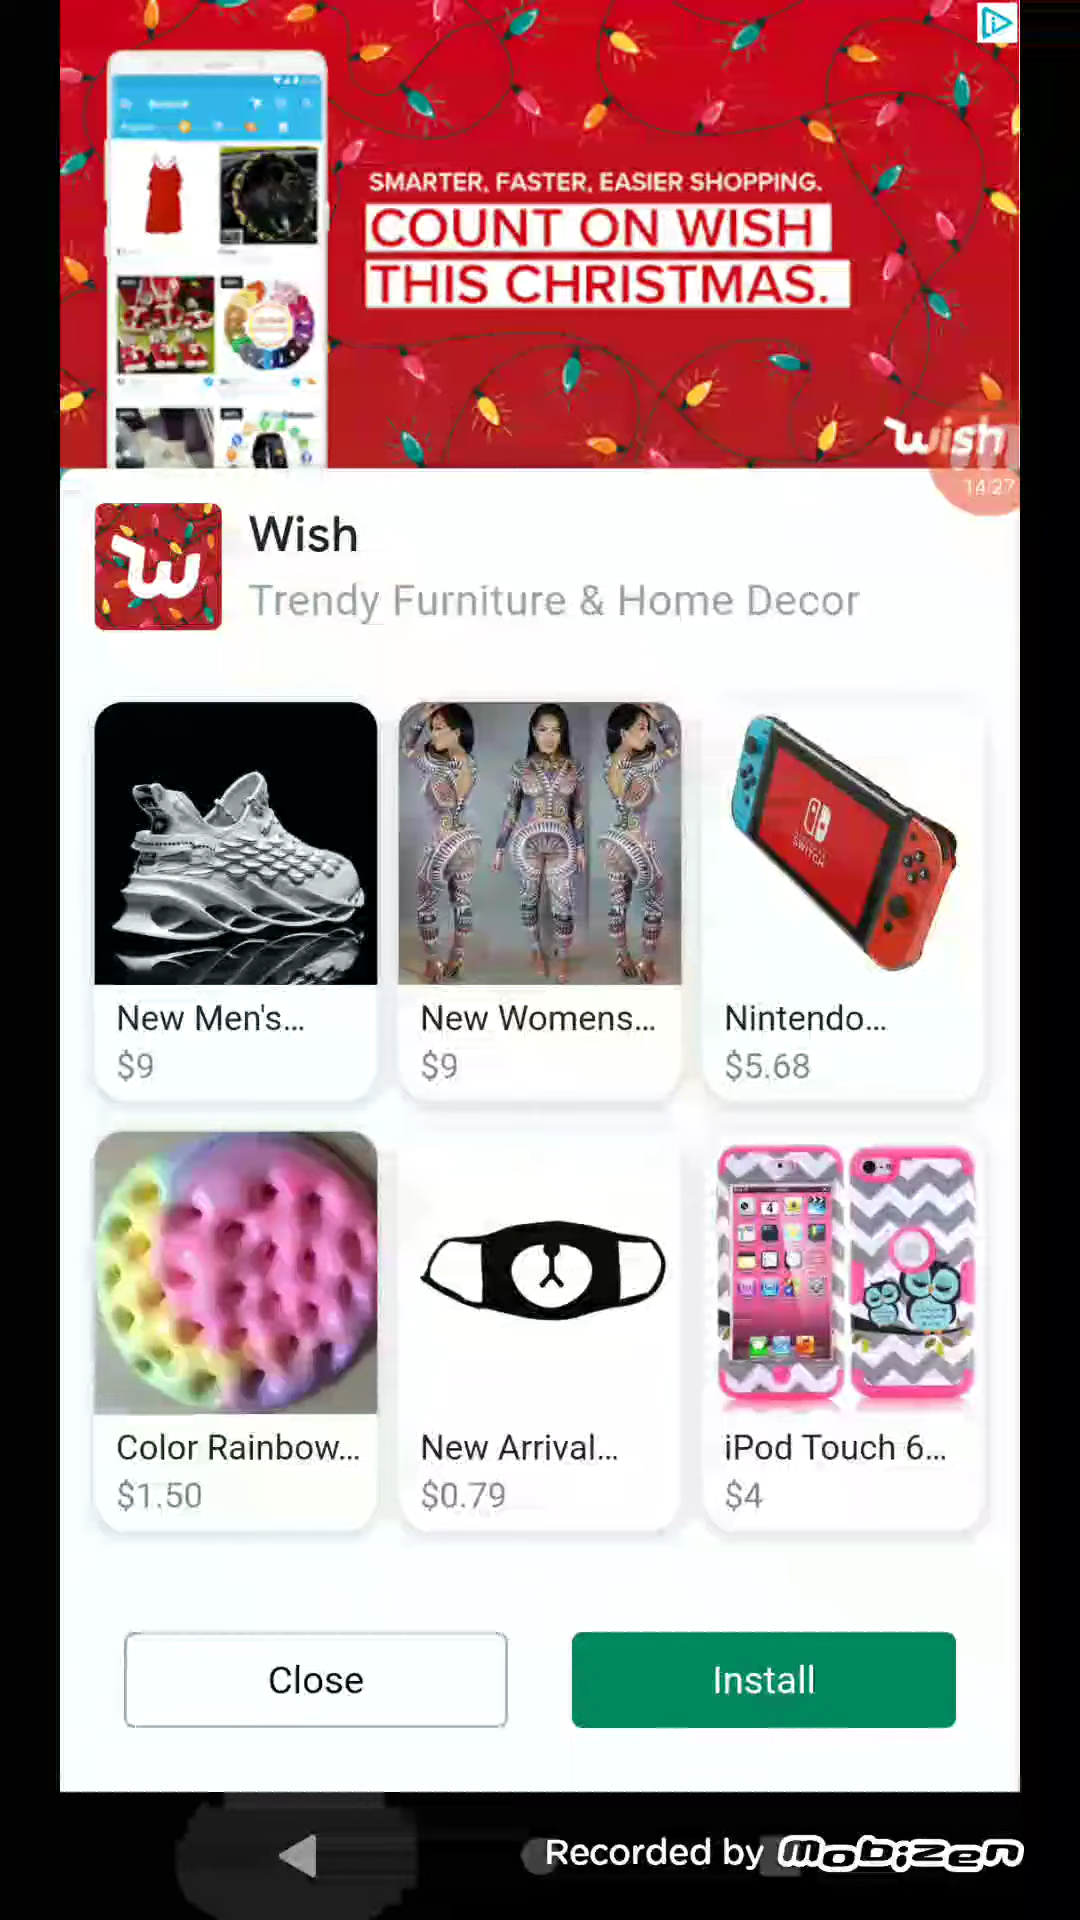 SMARTER, FASTER, EASIER SHOPPING.
COUNT ON WISH
THIS CHRISTMAS.
wish
14:27
Wish
Trendy Furniture & Home Decor
SWITCH
New Men's...
$9
New Womens...
$9
Nintendo...
$5.68
Color Rainbow...
$1.50
New Arrival...
$0.79
iPod Touch 6...
$4
Close
Install
Recorded by mobizen